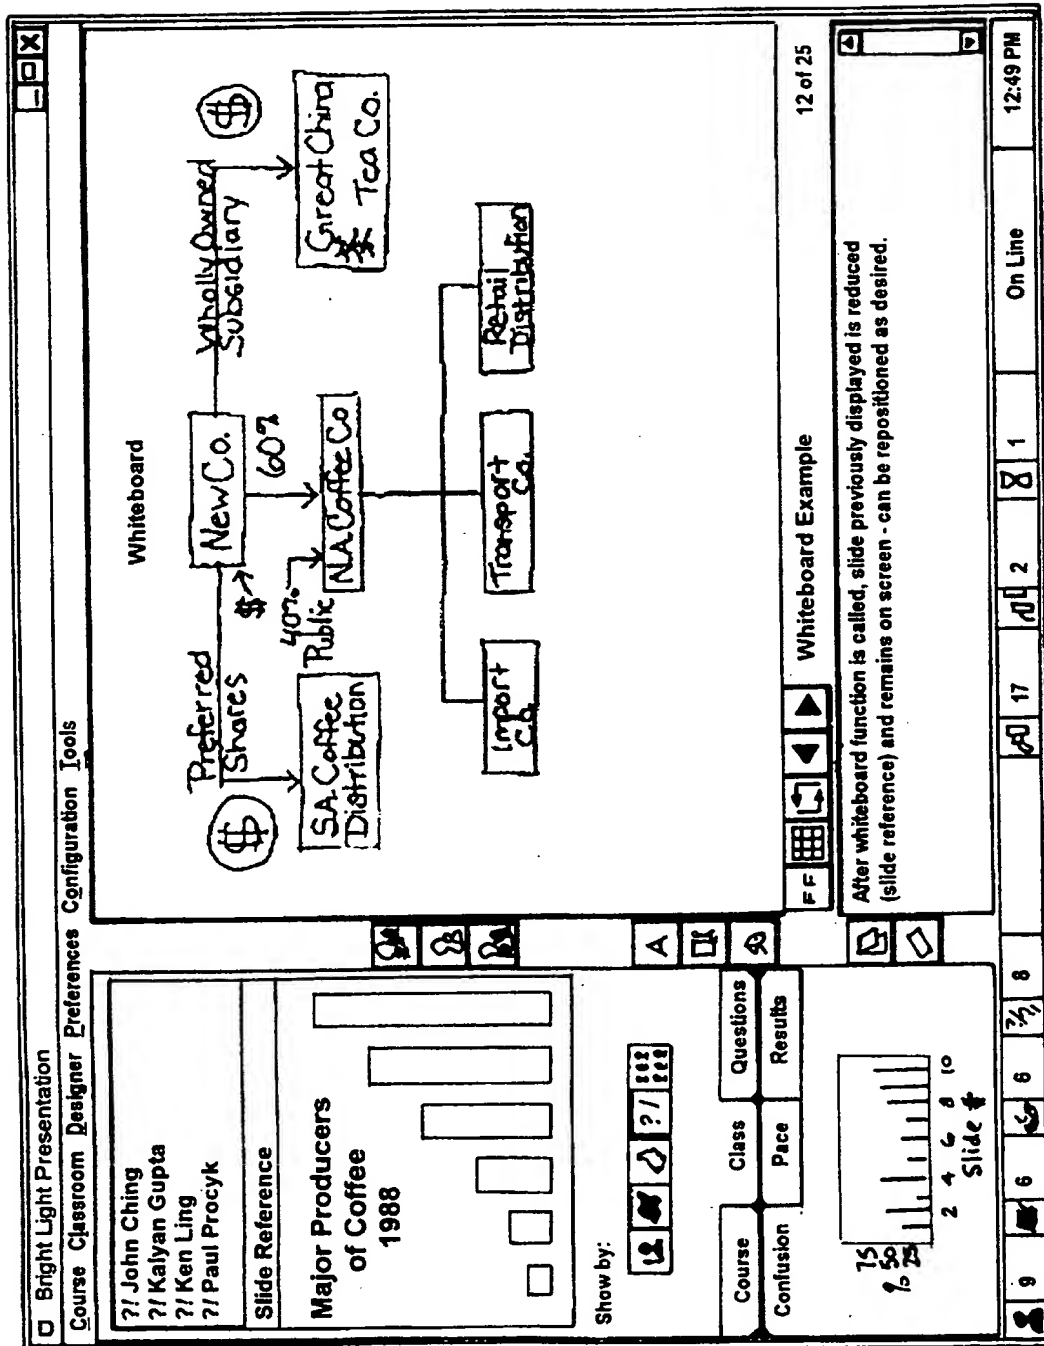 Bright Light Presentation
Course Classroom Designer Preferences Configuration Tools
?/ John Ching
?/ Kalyan Gupta
?/ Ken Ling
?/ Paul Procyk
Slide Reference
Major Producers
of Coffee
1988
Show by:
?/
Course Class Questions
Confusion Pace Results
75
% 50
25
2 4 6 8 10
Slide #
A
Whiteboard
Preferred
Shares
$
NewCo.
$
60%
Wholly Owned
Subsidiary
$
SA Coffee
Distribution
40%
Public
NA Coffee Co
Great China
Tea Co.
Import
Co.
Transport
Co.
Retail
Distribution
F F
Whiteboard Example
12 of 25
After whiteboard function is called, slide previously displayed is reduced
(slide reference) and remains on screen - can be repositioned as desired.
9 6 6 ?/ 8 17 2 1 On Line 12:49 PM